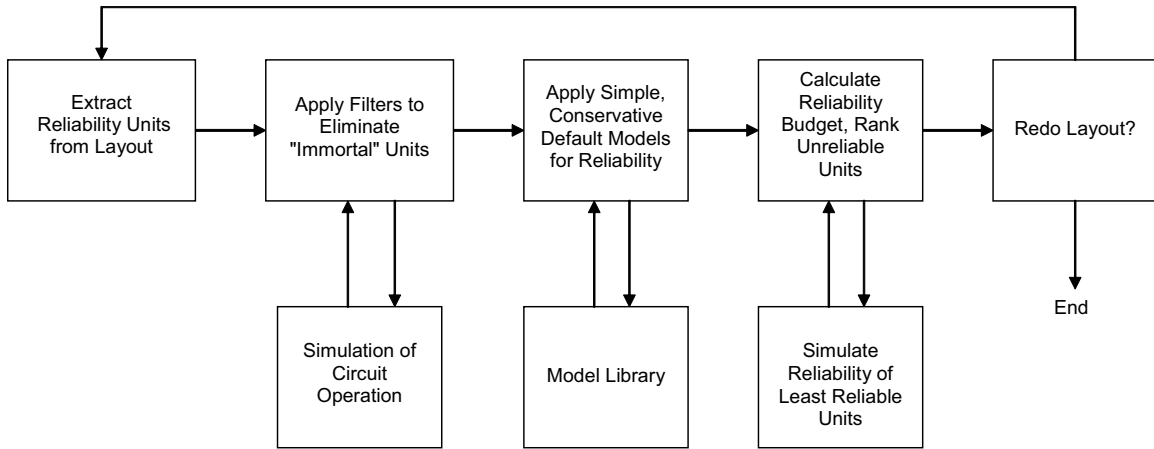 Extract
Reliability Units
from Layout
Apply Filters to
Eliminate
"Immortal" Units
Apply Simple,
Conservative
Default Models
for Reliability
Calculate
Reliability
Budget, Rank
Unreliable
Units
Redo Layout?
Simulation of
Circuit
Operation
Model Library
Simulate
Reliability of
Least Reliable
Units
End